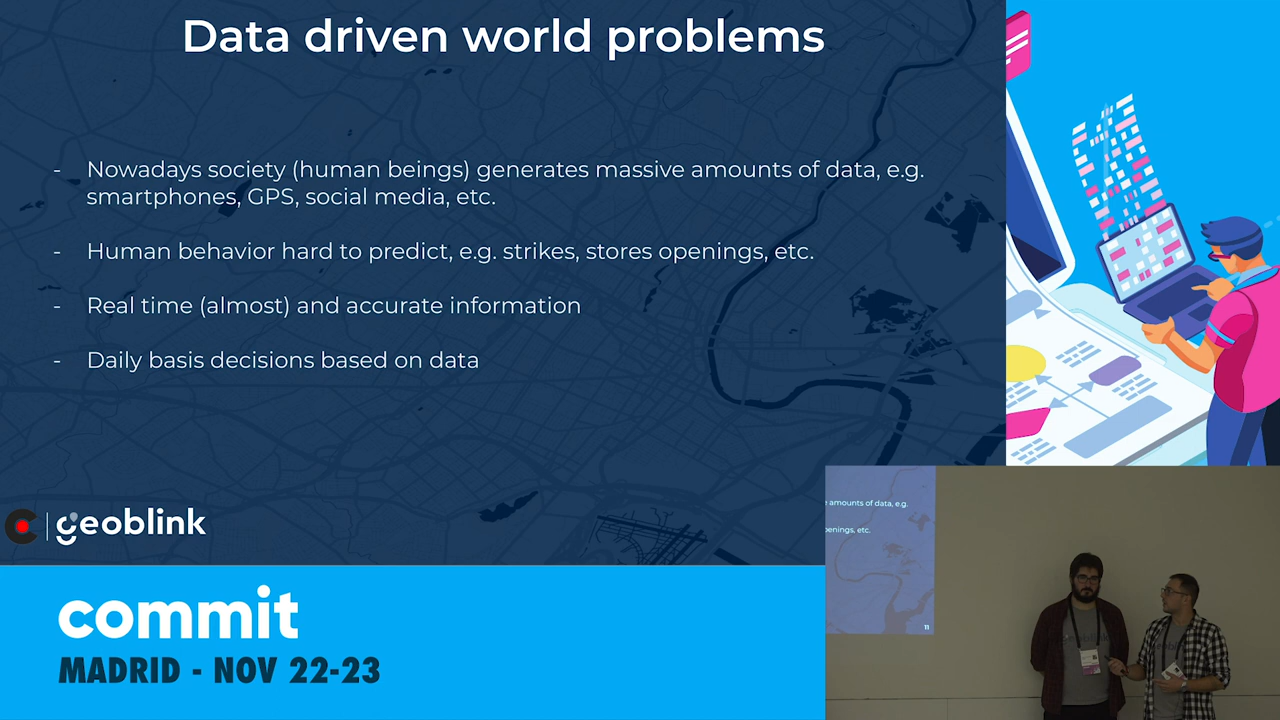 Data driven world problems
- Nowadays society (human beings) generates massive amounts of data, e.g.
smartphones, GPS, social media, etc.
- Human behavior hard to predict, e.g. strikes, stores openings, etc.
- Real time (almost) and accurate information
- Daily basis decisions based on data
geoblink
commit
MADRID - NOV 22-23
amounts of data, e.g.
penings, etc.
11